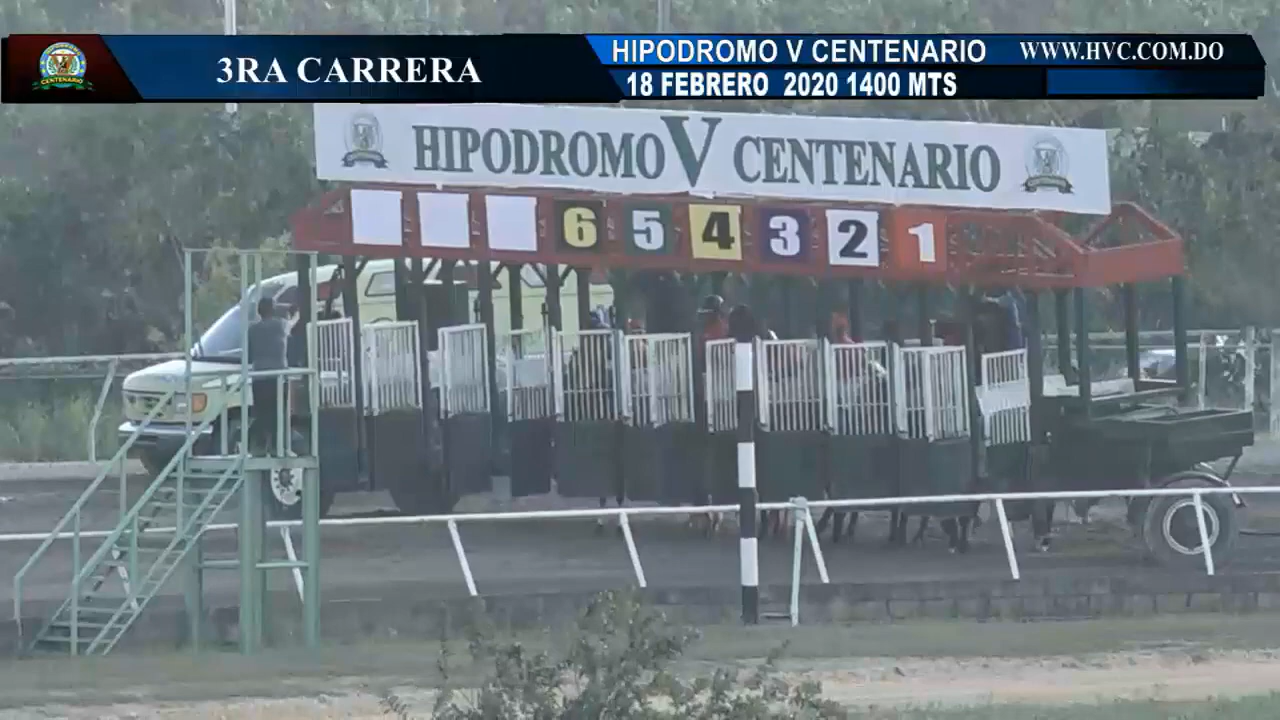 CENTENARIO
3RA CARRERA
HIPODROMO V CENTENARIO
WWW.HVC.COM.DO
18 FEBRERO 2020 1400 MTS
HIPODROMO V CENTENARIO
6 5 4 3 2 1